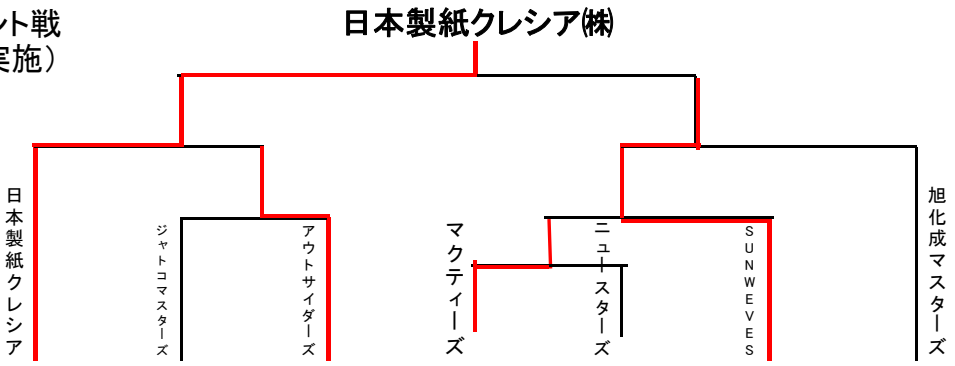 ント戦
実施）
日本製紙クレシア㈱
日本製紙クレシア
ジャトコマスターズ
アウトサイダーズ
マクティーズ
ニュースターズ
SUNWEVES
旭化成マスターズ